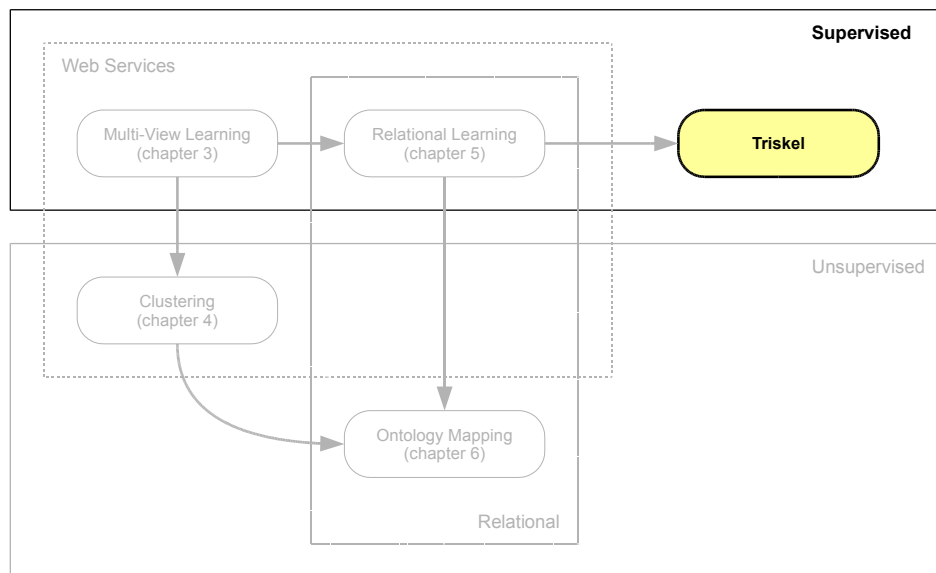 Supervised
Web Services
Multi-View Learning
(chapter 3)
Relational Learning
(chapter 5)
Triskel
Unsupervised
Clustering
(chapter 4)
Ontology Mapping
(chapter 6)
Relational